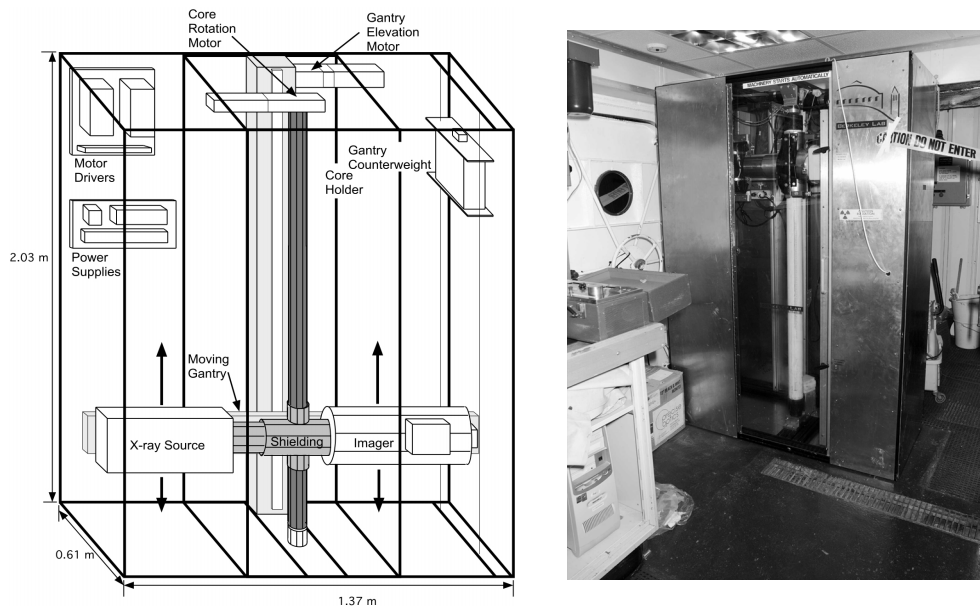 Core
Rotation
Motor
Gantry
Elevation
Motor
Motor
Drivers
Gantry
Counterweight
Core
Holder
2.03 m
Power
Supplies
Moving
Gantry
X-ray Source
Shielding
Imager
0.61 m
1.37 m
MACHINERY STARTS AUTOMATICALLY
BERKELEY LAB
CAUTION DO NOT ENTER